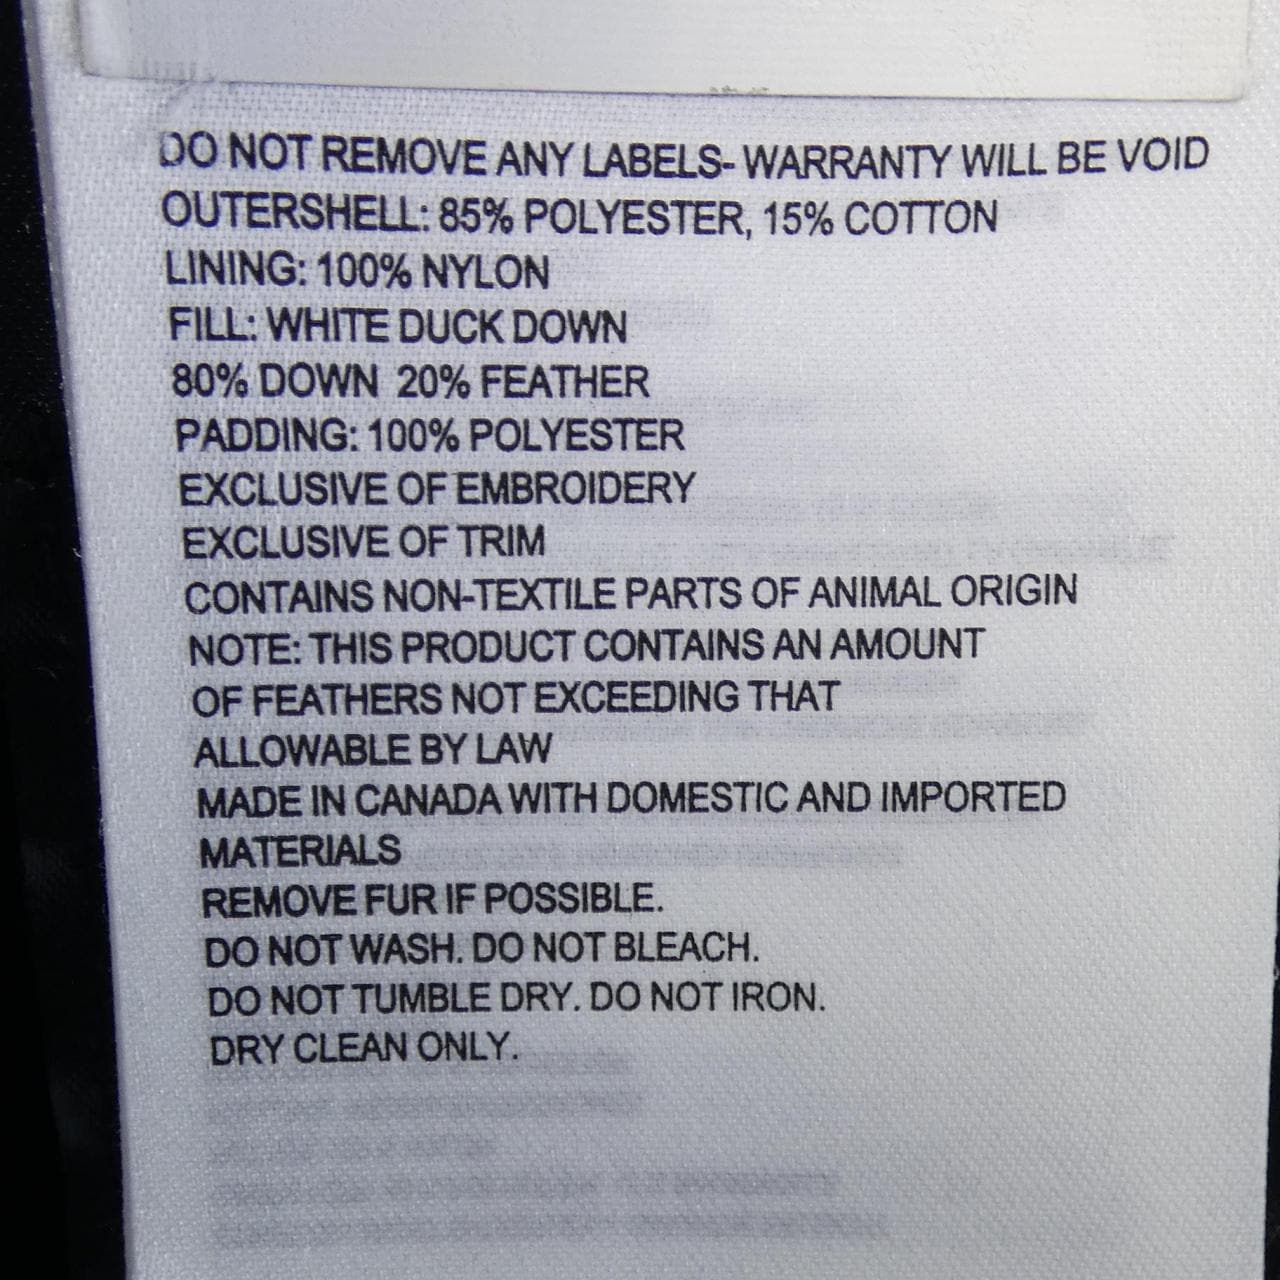 DO NOT REMOVE ANY LABELS- WARRANTY WILL BE VOID
OUTERSHELL: 85% POLYESTER, 15% COTTON
LINING: 100% NYLON
FILL: WHITE DUCK DOWN
80% DOWN 20% FEATHER
PADDING: 100% POLYESTER
EXCLUSIVE OF EMBROIDERY
EXCLUSIVE OF TRIM
CONTAINS NON-TEXTILE PARTS OF ANIMAL ORIGIN
NOTE: THIS PRODUCT CONTAINS AN AMOUNT
OF FEATHERS NOT EXCEEDING THAT
ALLOWABLE BY LAW
MADE IN CANADA WITH DOMESTIC AND IMPORTED
MATERIALS
REMOVE FUR IF POSSIBLE.
DO NOT WASH. DO NOT BLEACH.
DO NOT TUMBLE DRY. DO NOT IRON.
DRY CLEAN ONLY.